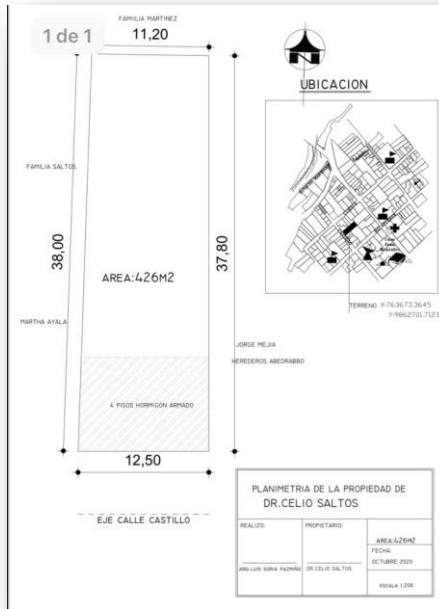 FAMILIA MARTINEZ
1 de 1
11,20
UBICACION
FAMILIA SALTOS
38,00
37,80
AREA:426M2
TERRENO X:763673.3645
Y:9862701.7123
MARTHA AYALA
JORGE MEJIA
HEREDEROS ABEDRABBO
4 PISOS HORMIGON ARMADO
12,50
EJE CALLE CASTILLO
PLANIMETRIA DE LA PROPIEDAD DE
DR.CELIO SALTOS
REALIZO:
PROPIETARIO:
AREA:426M2
FECHA:
OCTUBRE 2020
ARQ. LUIS SORIA PAZMIÑO
DR CELIO SALTOS
ESCALA 1:206